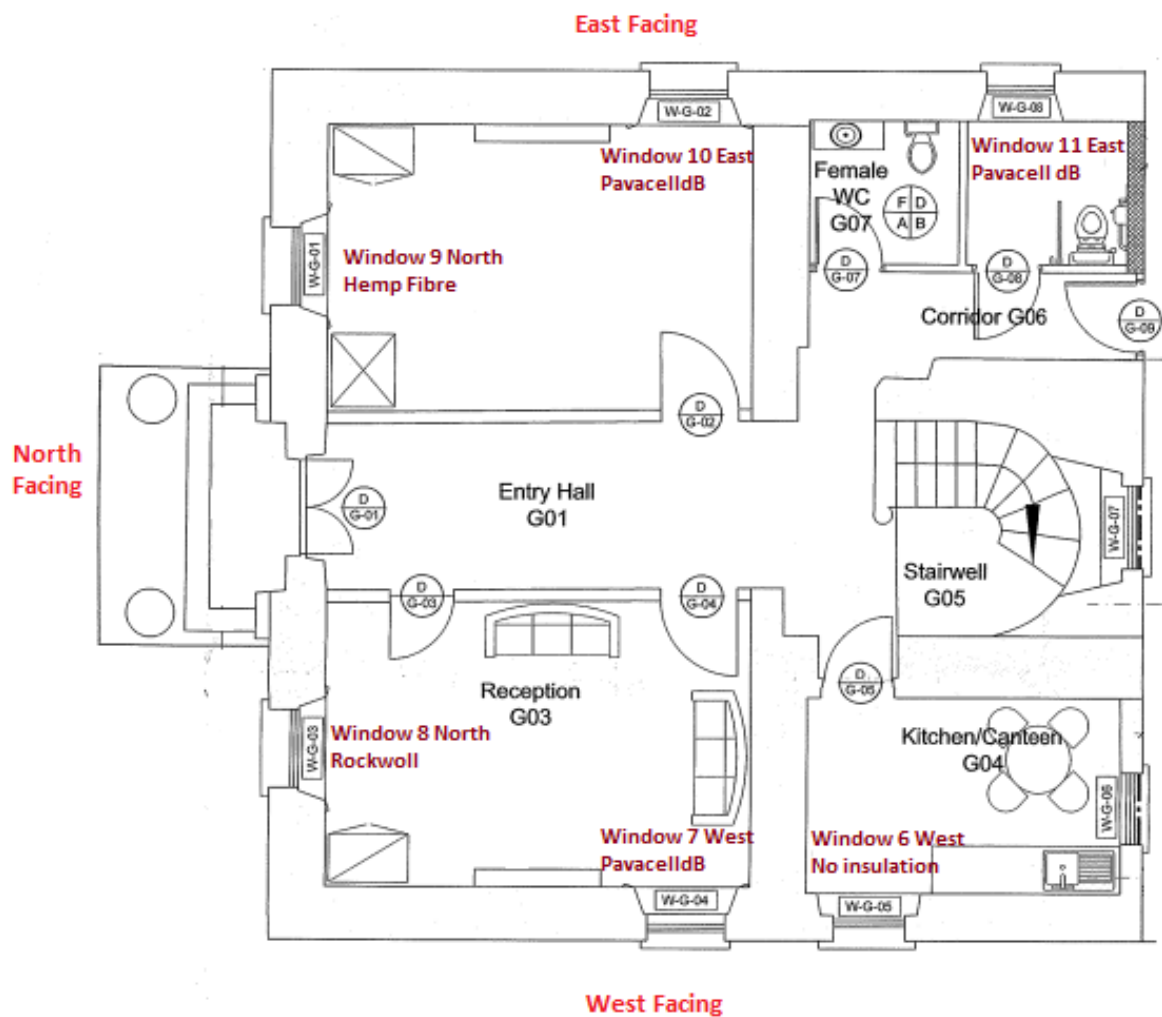 East Facing
W-G-02
W-G-08
Window 10 East
PavacelldB
Window 11 East
Pavacell dB
Female
WC
G07
F D
A B
W-G-01
Window 9 North
Hemp Fibre
D
G-07
D
G-08
Corridor G06
D
G-09
D
G-02
North
Facing
Entry Hall
G01
D
G-01
W-G-07
Stairwell
G05
D
G-03
D
G-04
Reception
G03
D
G-05
W-G-03
Window 8 North
Rockwoll
Kitchen/Canteen
G04
W-G-06
Window 7 West
PavacelldB
Window 6 West
No insulation
W-G-04
W-G-05
West Facing